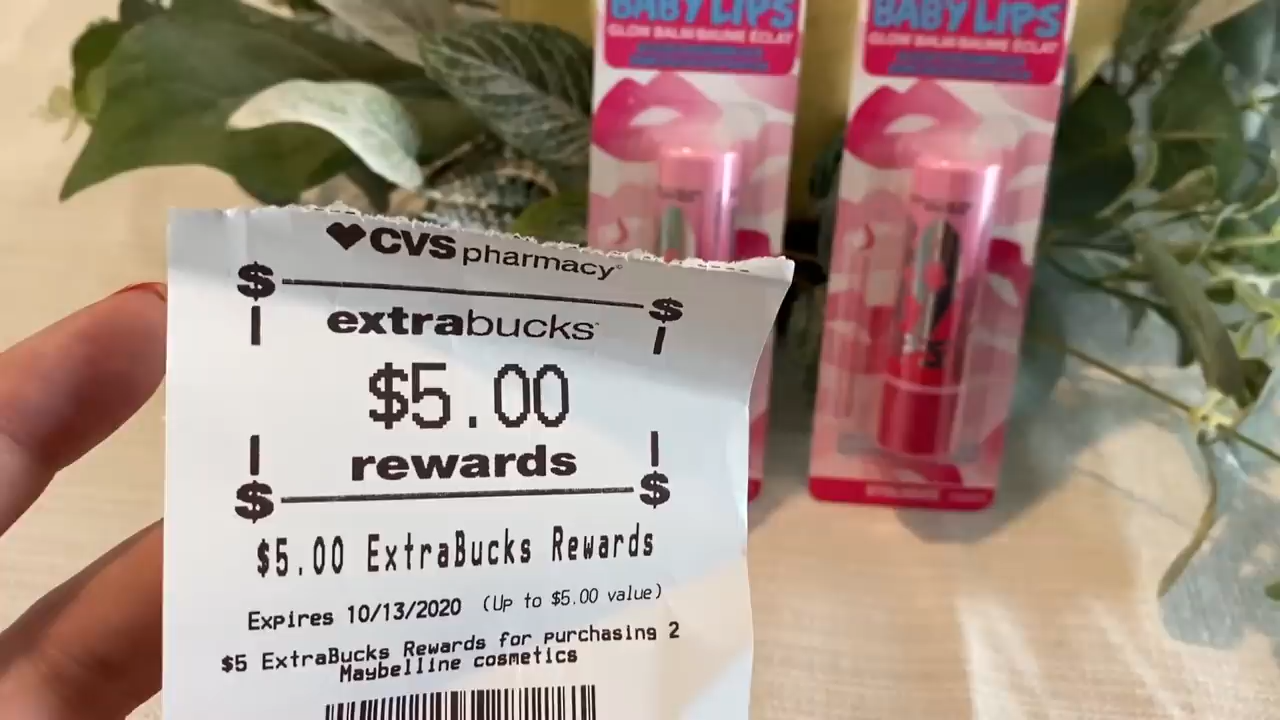 BABY LIPS
GLOW BALM/BAUME ÉCLAT
BABY LIPS
GLOW BALM/BAUME ÉCLAT
CVS pharmacy
$ $
extrabucks
$5.00
rewards
$ $
$5.00 ExtraBucks Rewards
Expires 10/13/2020 (Up to $5.00 value)
$5 ExtraBucks Rewards for purchasing 2
Maybelline cosmetics